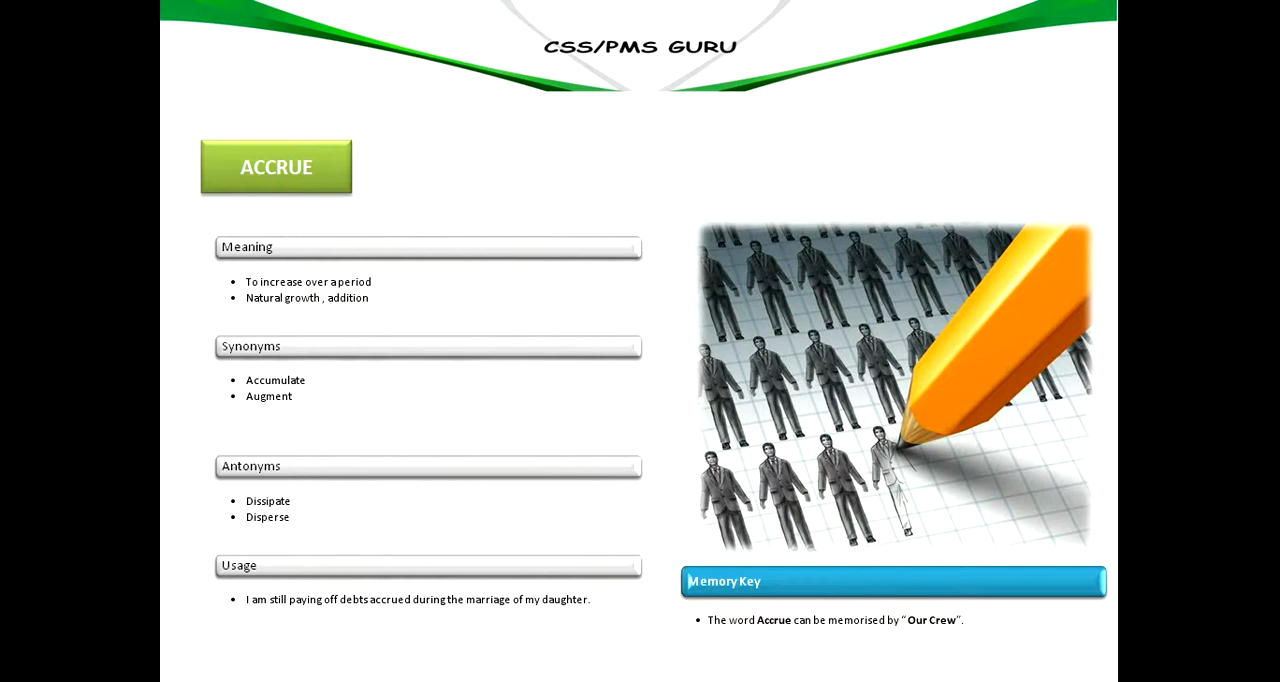 CSS/PMS GURU
ACCRUE
Meaning
• To increase over a period
• Natural growth , addition
Synonyms
• Accumulate
• Augment
Antonyms
• Dissipate
• Disperse
Usage
• I am still paying off debts accrued during the marriage of my daughter.
Memory Key
• The word Accrue can be memorised by “Our Crew”.